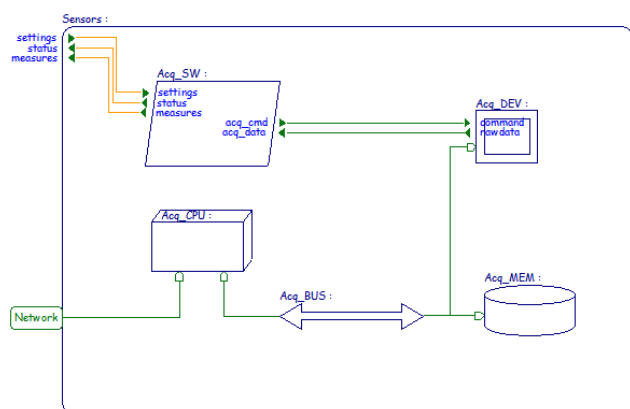 Sensors :
settings
status
measures
Acq_SW :
settings
status
measures
acq_cmd
acq_data
Acq_DEV :
command
rawdata
Acq_CPU :
Acq_BUS :
Acq_MEM :
Network